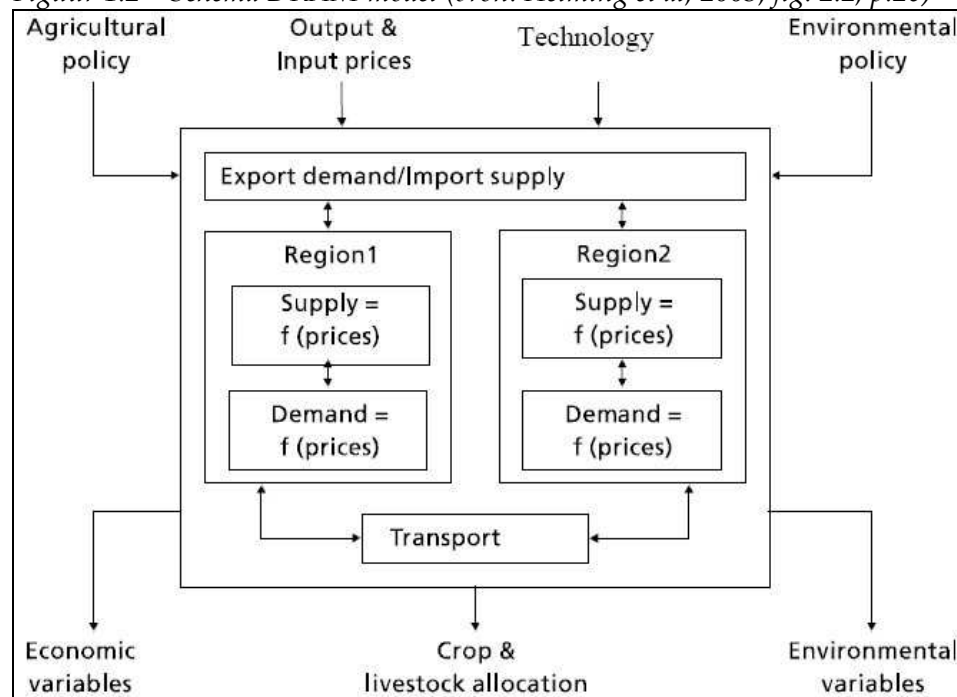 Agricultural
policy
Output &
Input prices
Technology
Environmental
policy
Export demand/Import supply
Region1
Supply =
f (prices)
Demand =
f (prices)
Region2
Supply =
f (prices)
Demand =
f (prices)
Transport
Economic
variables
Crop &
livestock allocation
Environmental
variables